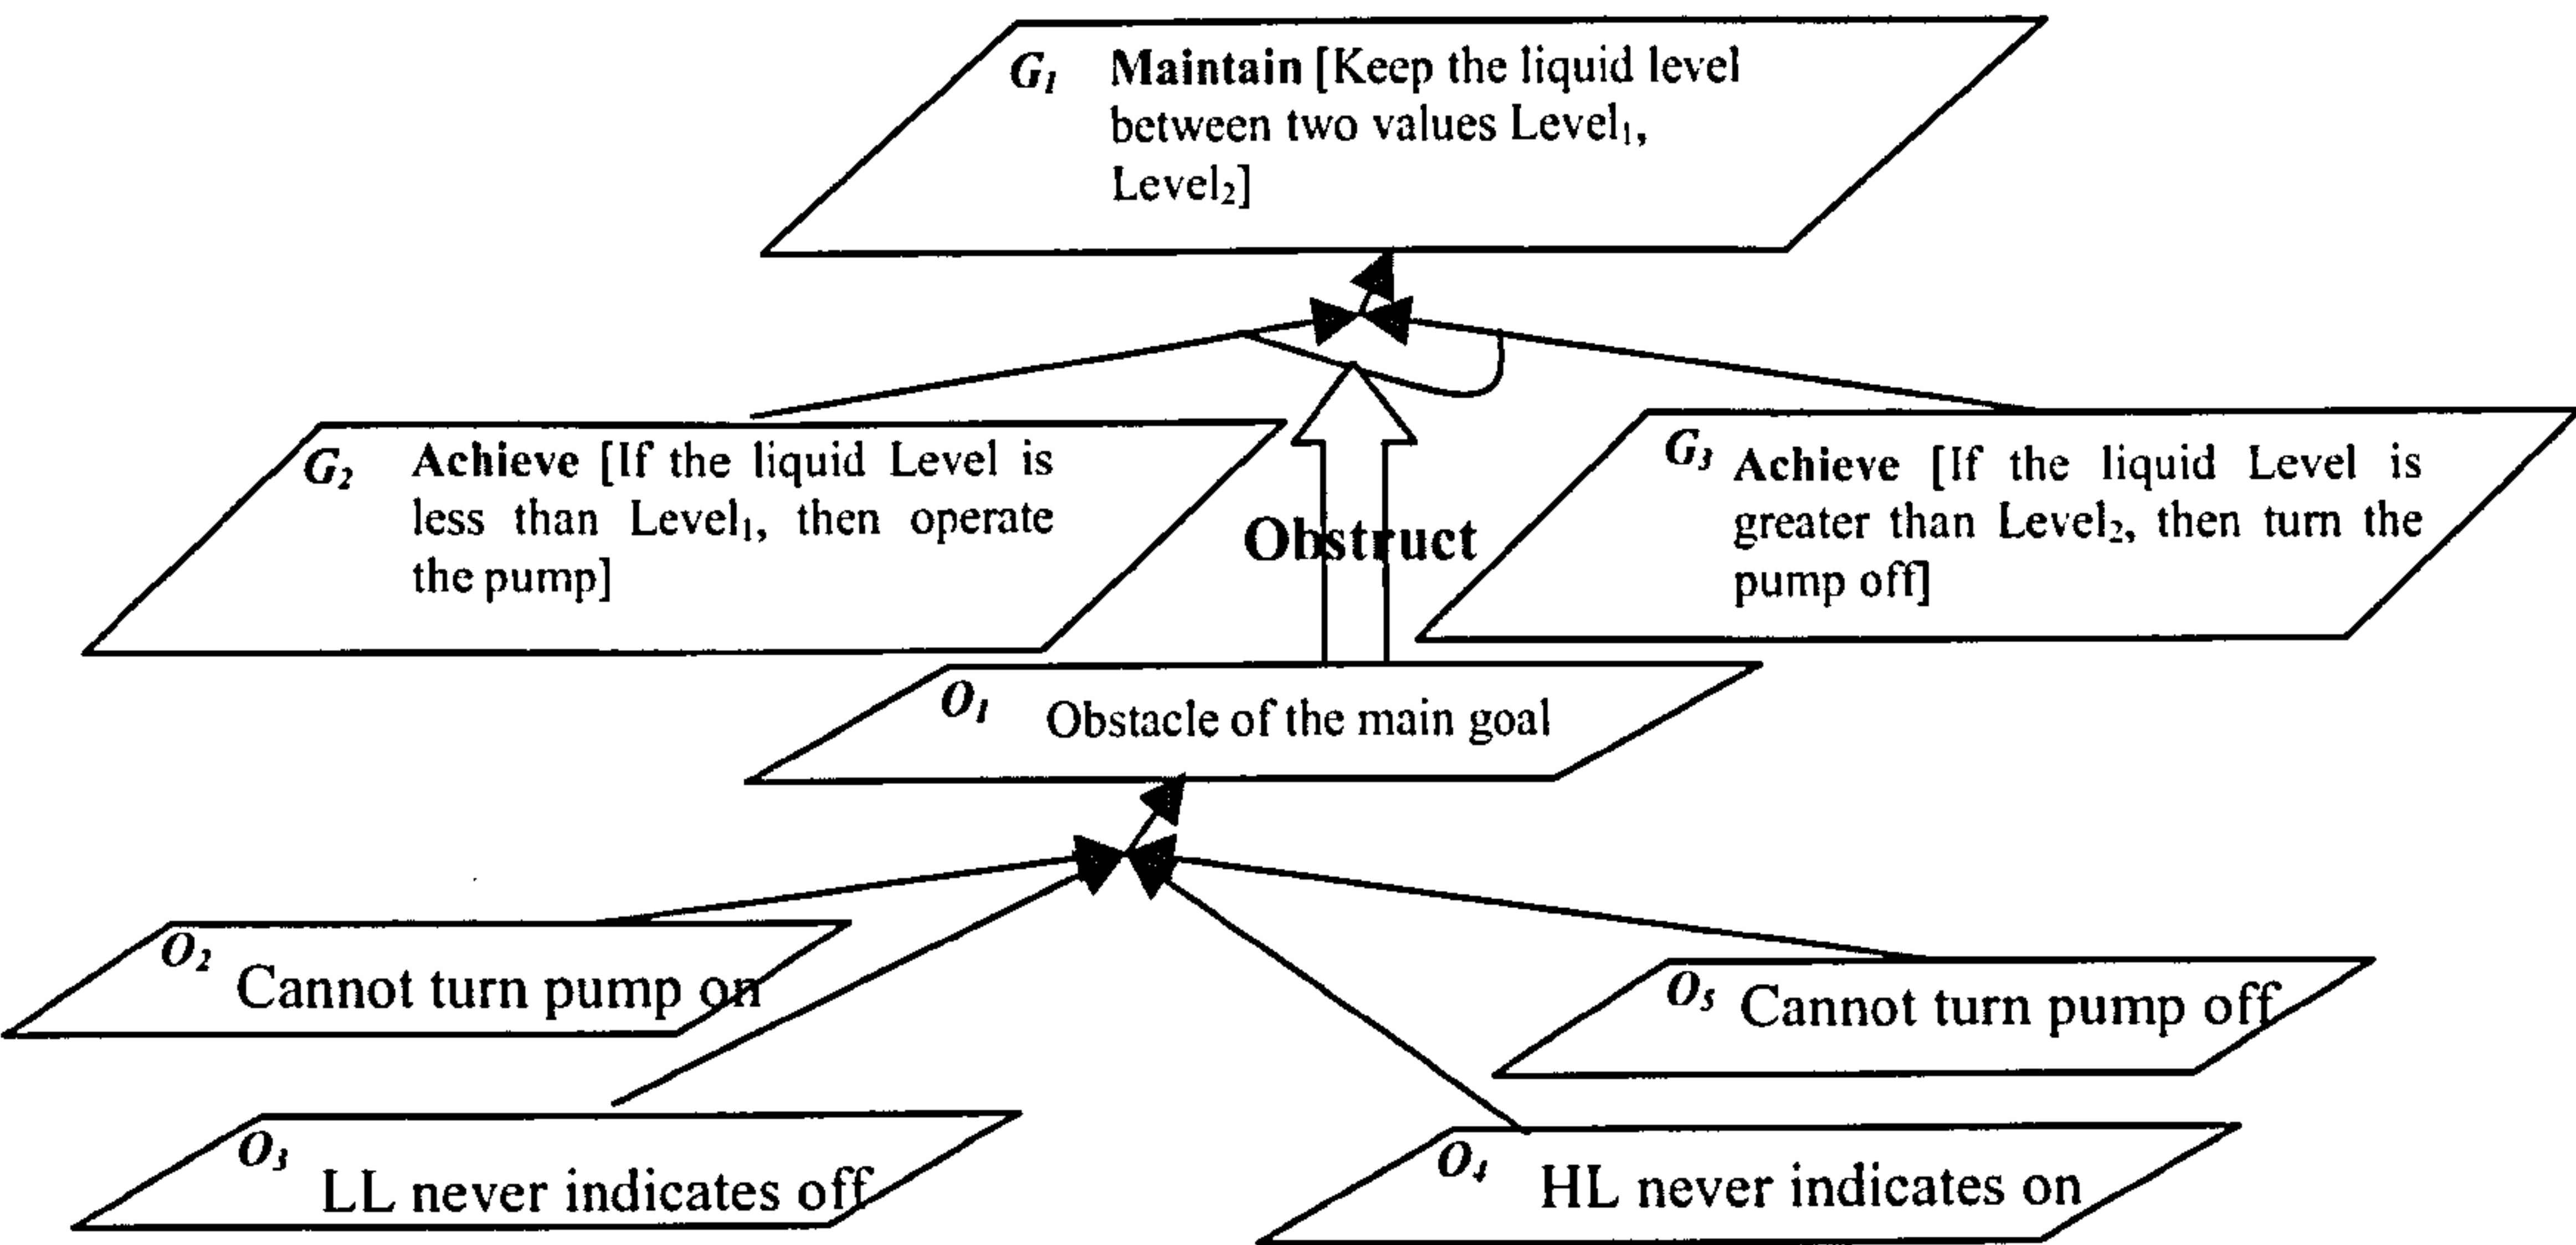 G₁ Maintain [Keep the liquid level
between two values Level₁,
Level₂]
G₂ Achieve [If the liquid Level is
less than Level₁, then operate
the pump]
G₃ Achieve [If the liquid Level is
greater than Level₂, then turn the
pump off]
Obstruct
O₁ Obstacle of the main goal
O₂ Cannot turn pump on
O₅ Cannot turn pump off
O₃ LL never indicates off
O₄ HL never indicates on